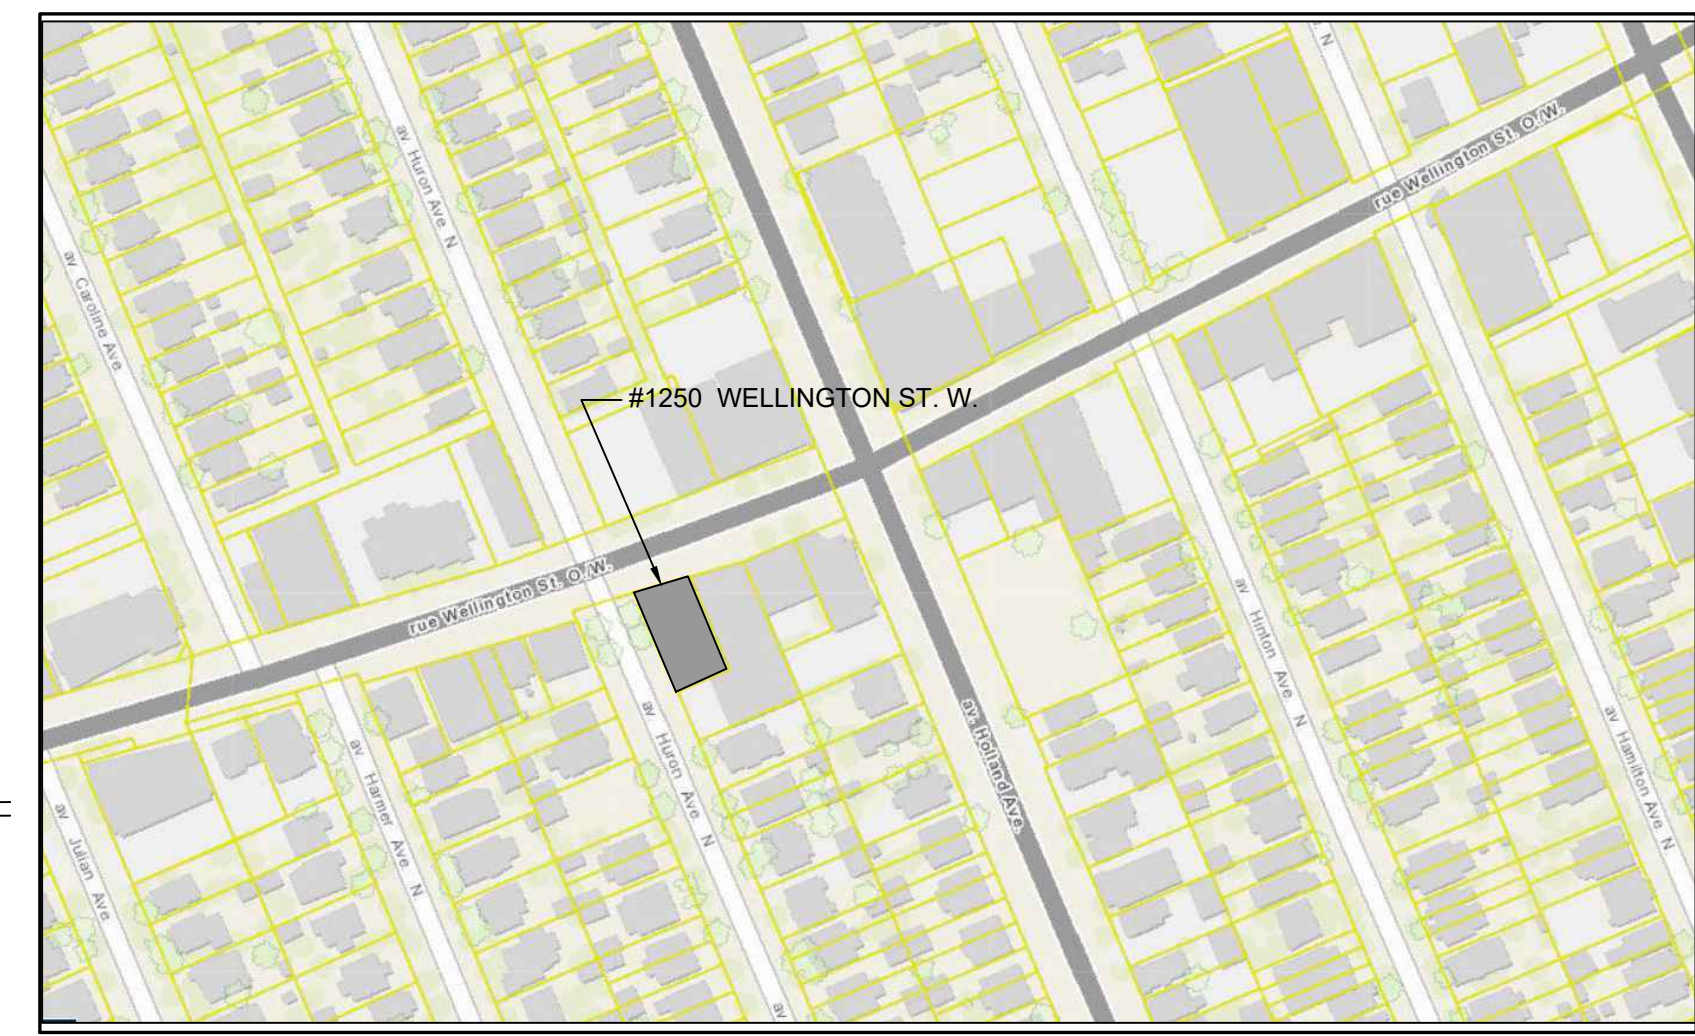 N
av Huron Ave N
rue Wellington St. O./W.
av Caroline Ave
#1250 WELLINGTON ST. W.
rue Wellington St. O./W.
av Hinton Ave N
av Huron Ave N
av. Holland Ave.
av Hamilton Ave N
av Harmer Ave N
av Julian Ave
av